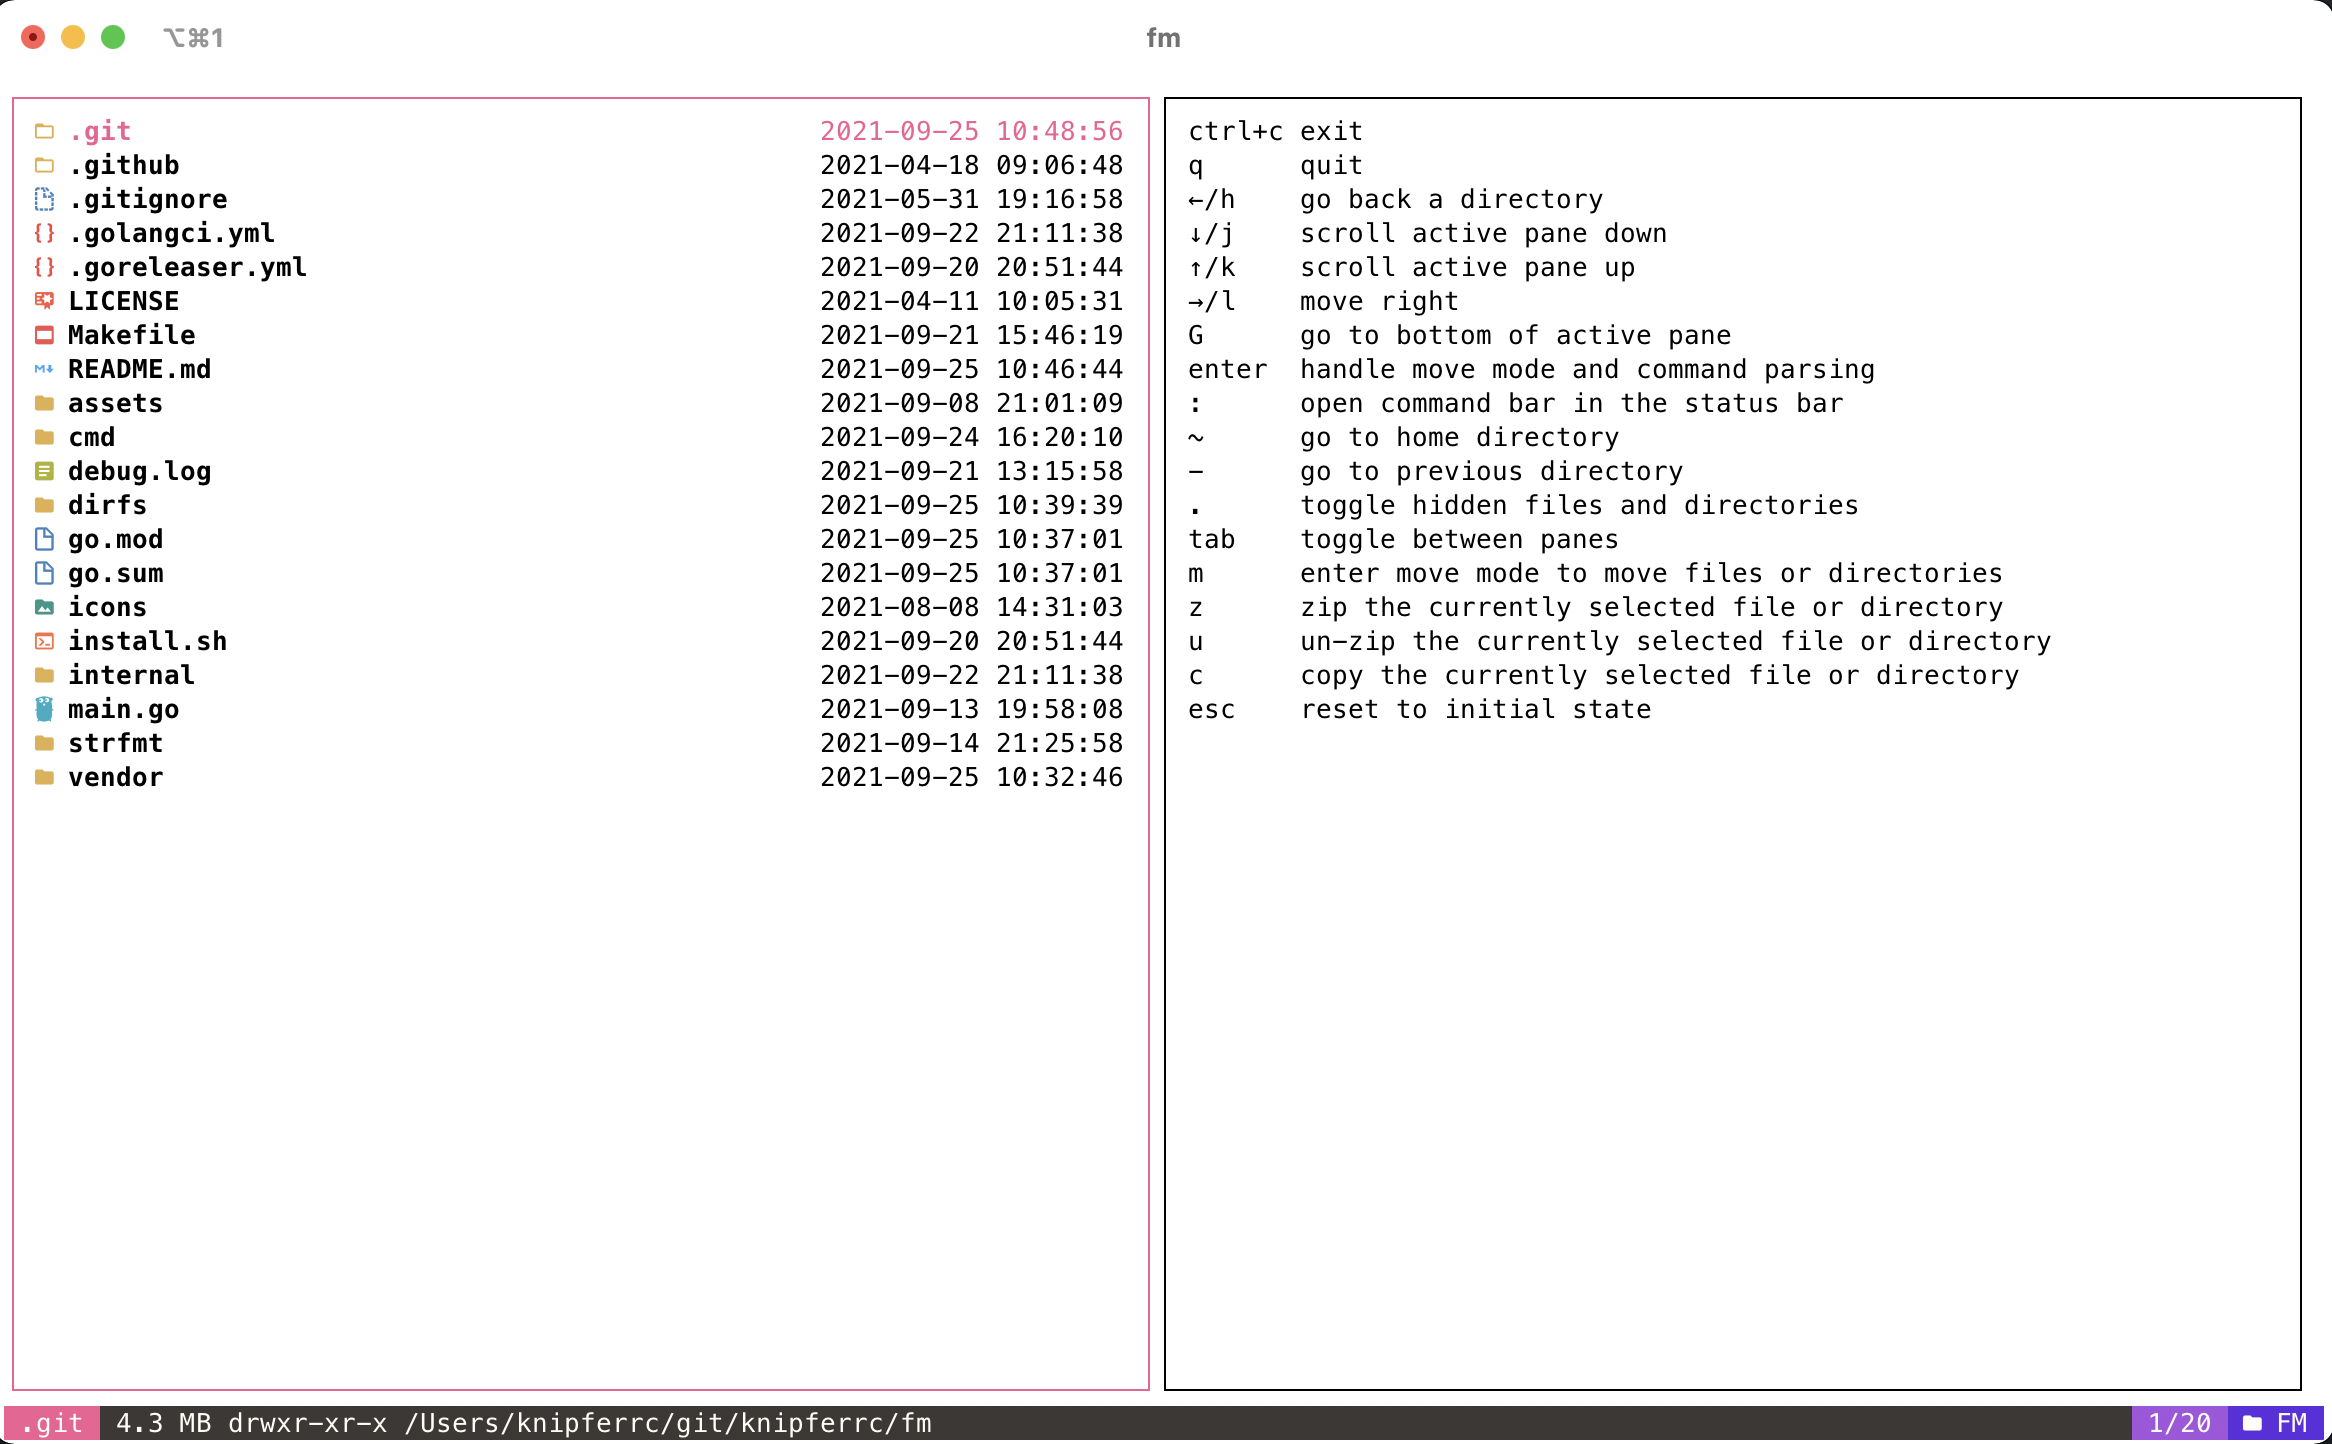 ⌥⌘1 fm
.git 2021-09-25 10:48:56
.github 2021-04-18 09:06:48
.gitignore 2021-05-31 19:16:58
.golangci.yml 2021-09-22 21:11:38
.goreleaser.yml 2021-09-20 20:51:44
LICENSE 2021-04-11 10:05:31
Makefile 2021-09-21 15:46:19
README.md 2021-09-25 10:46:44
assets 2021-09-08 21:01:09
cmd 2021-09-24 16:20:10
debug.log 2021-09-21 13:15:58
dirfs 2021-09-25 10:39:39
go.mod 2021-09-25 10:37:01
go.sum 2021-09-25 10:37:01
icons 2021-08-08 14:31:03
install.sh 2021-09-20 20:51:44
internal 2021-09-22 21:11:38
main.go 2021-09-13 19:58:08
strfmt 2021-09-14 21:25:58
vendor 2021-09-25 10:32:46
ctrl+c exit
q quit
←/h go back a directory
↓/j scroll active pane down
↑/k scroll active pane up
→/l move right
G go to bottom of active pane
enter handle move mode and command parsing
: open command bar in the status bar
~ go to home directory
- go to previous directory
. toggle hidden files and directories
tab toggle between panes
m enter move mode to move files or directories
z zip the currently selected file or directory
u un-zip the currently selected file or directory
c copy the currently selected file or directory
esc reset to initial state
.git 4.3 MB drwxr-xr-x /Users/knipferrc/git/knipferrc/fm 1/20 FM